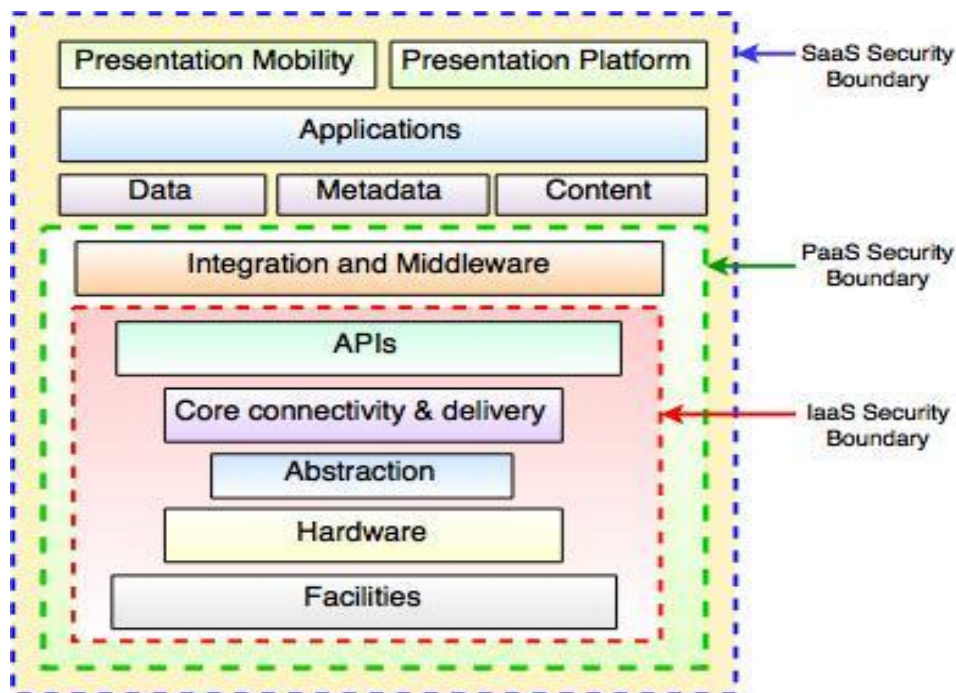 Presentation Mobility
Presentation Platform
SaaS Security
Boundary
Applications
Data
Metadata
Content
Integration and Middleware
PaaS Security
Boundary
APIs
Core connectivity & delivery
IaaS Security
Boundary
Abstraction
Hardware
Facilities